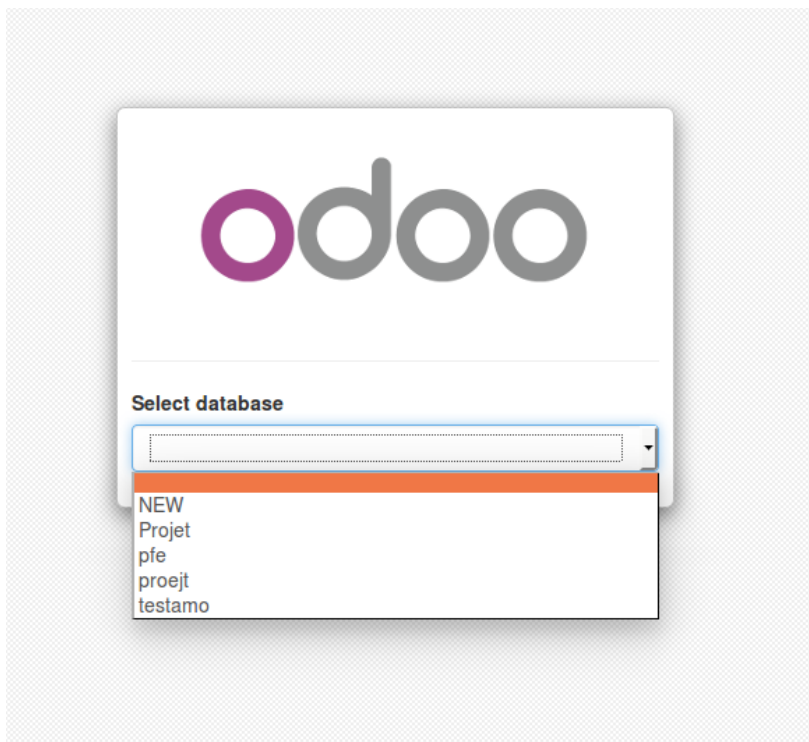 odoo
Select database
NEW
Projet
pfe
proejt
testamo